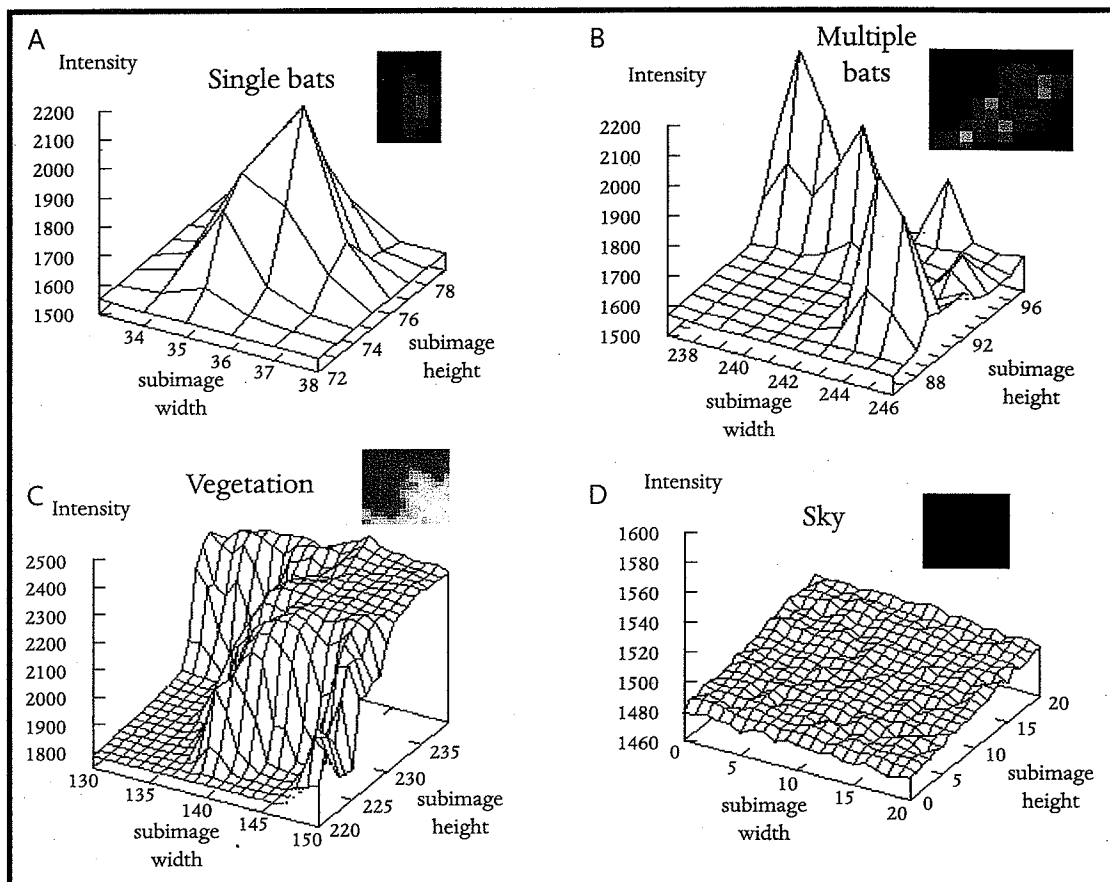 A
Intensity
Single bats
2200
2100
2000
1900
1800
1700
1600
1500
34
35
36
37
38
subimage
width
72
74
76
78
subimage
height
B
Multiple
bats
Intensity
2200
2100
2000
1900
1800
1700
1600
1500
238
240
242
244
246
subimage
width
88
92
96
subimage
height
C
Vegetation
Intensity
2500
2400
2300
2200
2100
2000
1900
1800
130
135
140
145
150
subimage
width
220
225
230
235
subimage
height
D
Intensity
Sky
1600
1580
1560
1540
1520
1500
1480
1460
0
5
10
15
20
subimage
width
0
5
10
15
20
subimage
height